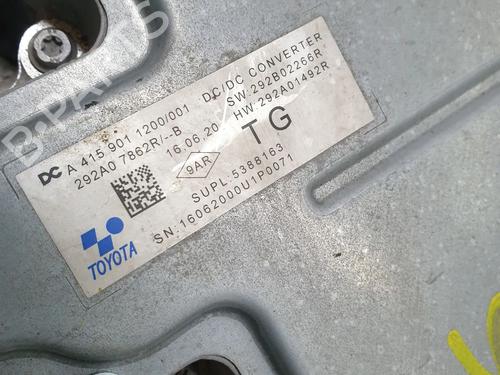 DC A 415 901 1200/001 DC/DC CONVERTER
292A0 7862R/-B SW:292B02266R
16.06.20 HW:292A01492R
9AR TG
SUPL.:5388163
SN:16062000U1P0071
TOYOTA
B-PARTS